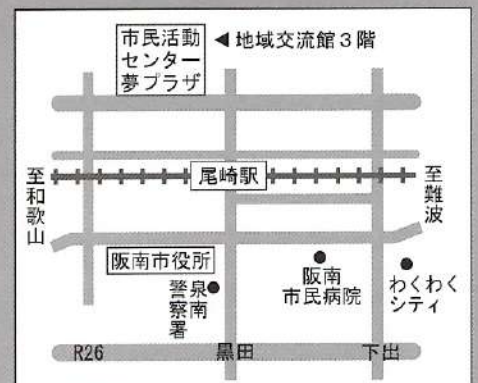 市民活動
センター
夢プラザ
◀地域交流館３階
至和歌山
尾崎駅
至難波
阪南市役所
泉南
警察署
阪南
市民病院
わくわく
シティ
R26
黒田
下出